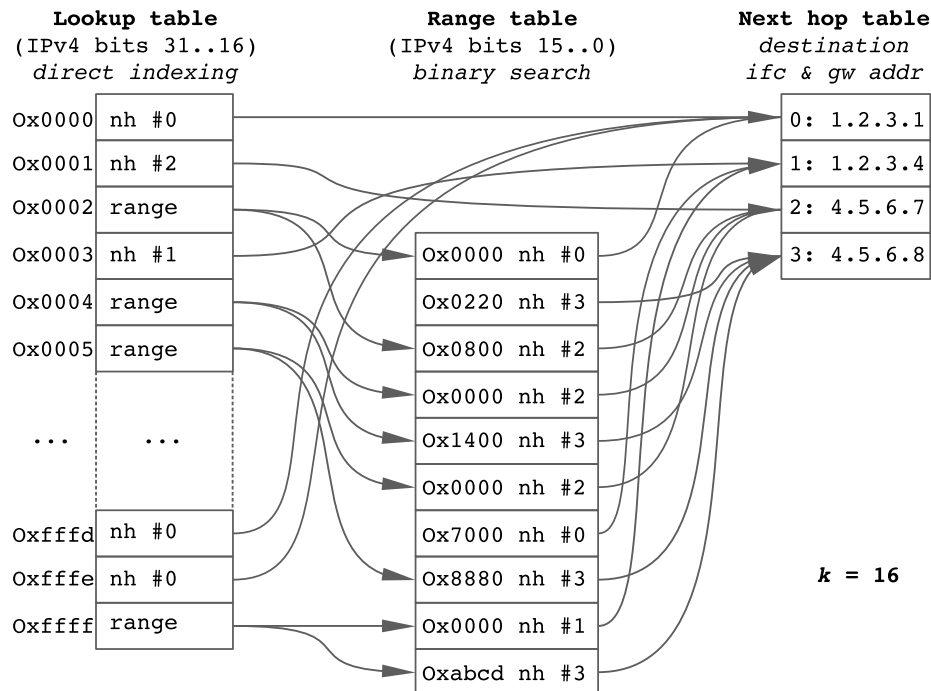 Lookup table
(IPv4 bits 31..16)
direct indexing
Range table
(IPv4 bits 15..0)
binary search
Next hop table
destination
ifc & gw addr
0x0000 nh #0
0x0001 nh #2
0x0002 range
0x0003 nh #1
0x0004 range
0x0005 range
... ...
0xfffd nh #0
0xfffe nh #0
0xffff range
0x0000 nh #0
0x0220 nh #3
0x0800 nh #2
0x0000 nh #2
0x1400 nh #3
0x0000 nh #2
0x7000 nh #0
0x8880 nh #3
0x0000 nh #1
0xabcd nh #3
0: 1.2.3.1
1: 1.2.3.4
2: 4.5.6.7
3: 4.5.6.8
k = 16